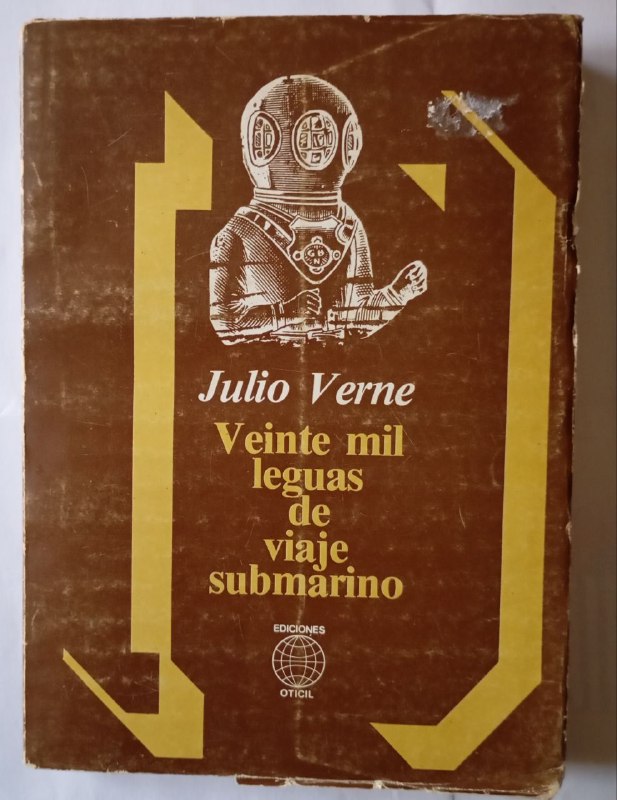 Julio Verne
Veinte mil
leguas
de
viaje
submarino
EDICIONES
OTICIL